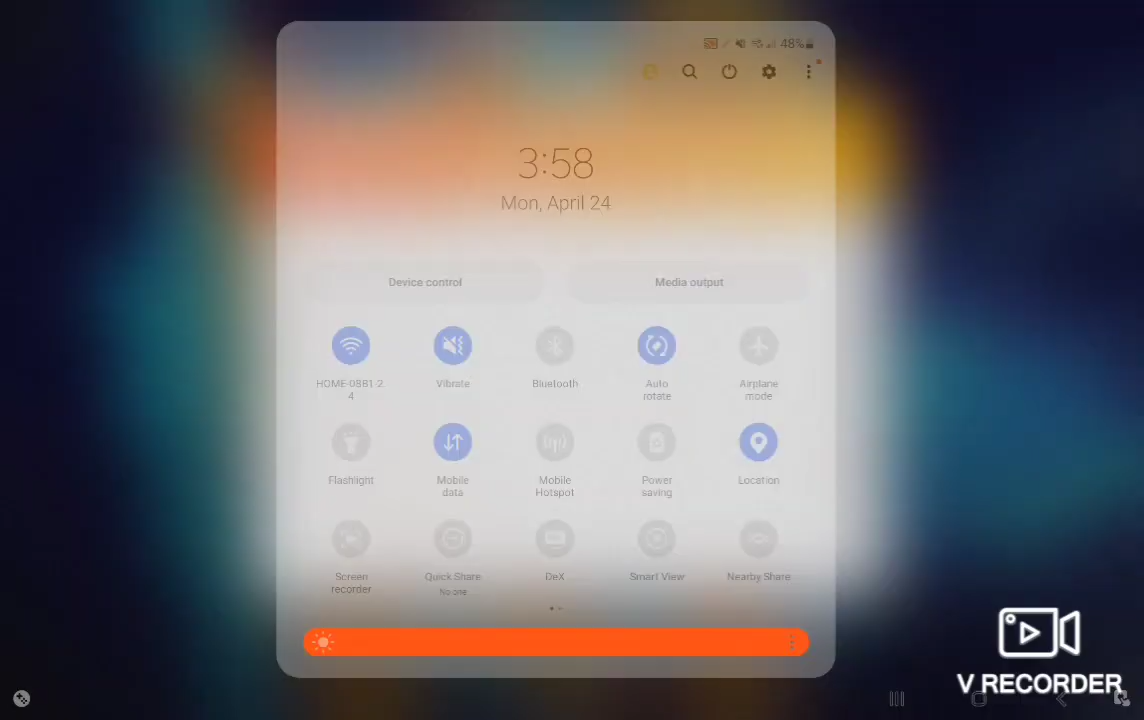 48%
3:58
Mon, April 24
Device control
Media output
HOME-08B1-2.
4
Vibrate
Bluetooth
Auto
rotate
Airplane
mode
Flashlight
Mobile
data
Mobile
Hotspot
Power
saving
Location
Screen
recorder
Quick Share
No one
DeX
Smart View
Nearby Share
V RECORDER